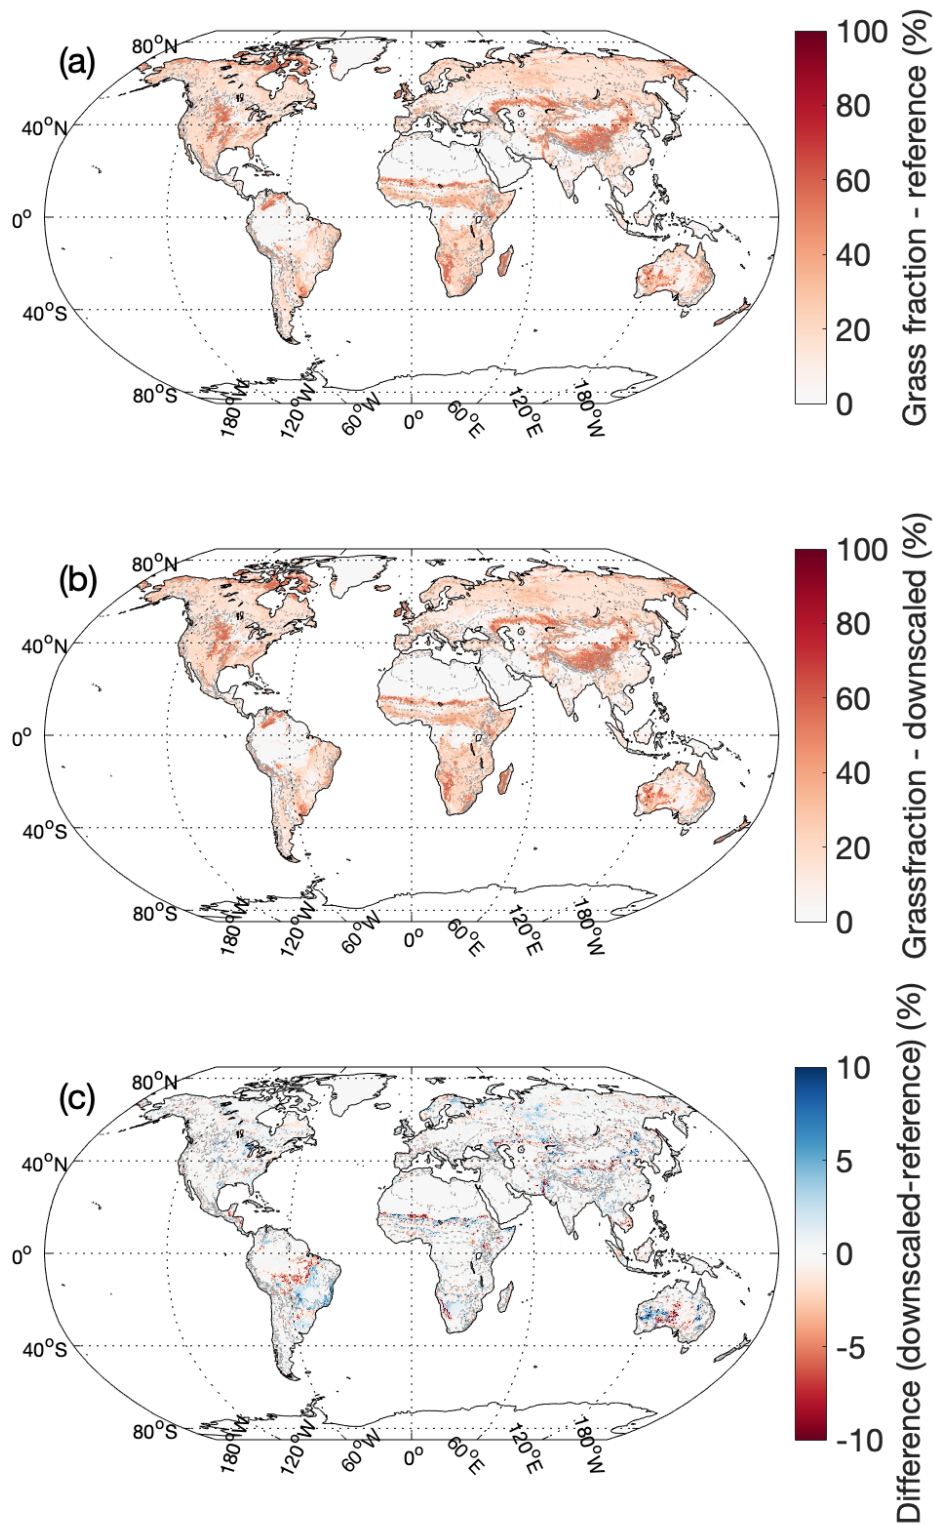 (a)
80°N
40°N
0°
40°S
80°S
180°W
120°W
60°W
0°
60°E
120°E
180°W
100
80
60
40
20
0
Grass fraction - reference (%)
(b)
80°N
40°N
0°
40°S
80°S
180°W
120°W
60°W
0°
60°E
120°E
180°W
100
80
60
40
20
0
Grassfraction - downscaled (%)
(c)
80°N
40°N
0°
40°S
80°S
180°W
120°W
60°W
0°
60°E
120°E
180°W
10
5
0
-5
-10
Difference (downscaled-reference) (%)